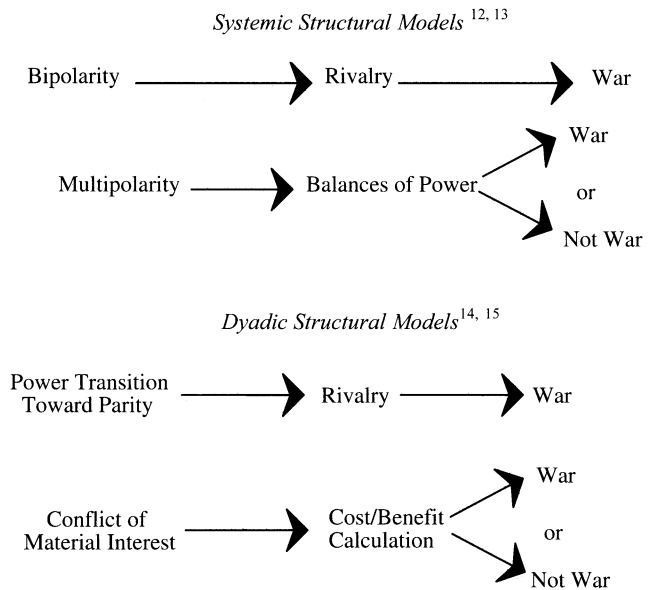 Systemic Structural Models 12, 13
Bipolarity Rivalry War
War
Multipolarity Balances of Power or
Not War
Dyadic Structural Models 14, 15
Power Transition
Toward Parity Rivalry War
War
Conflict of
Material Interest
Cost/Benefit
Calculation
or
Not War